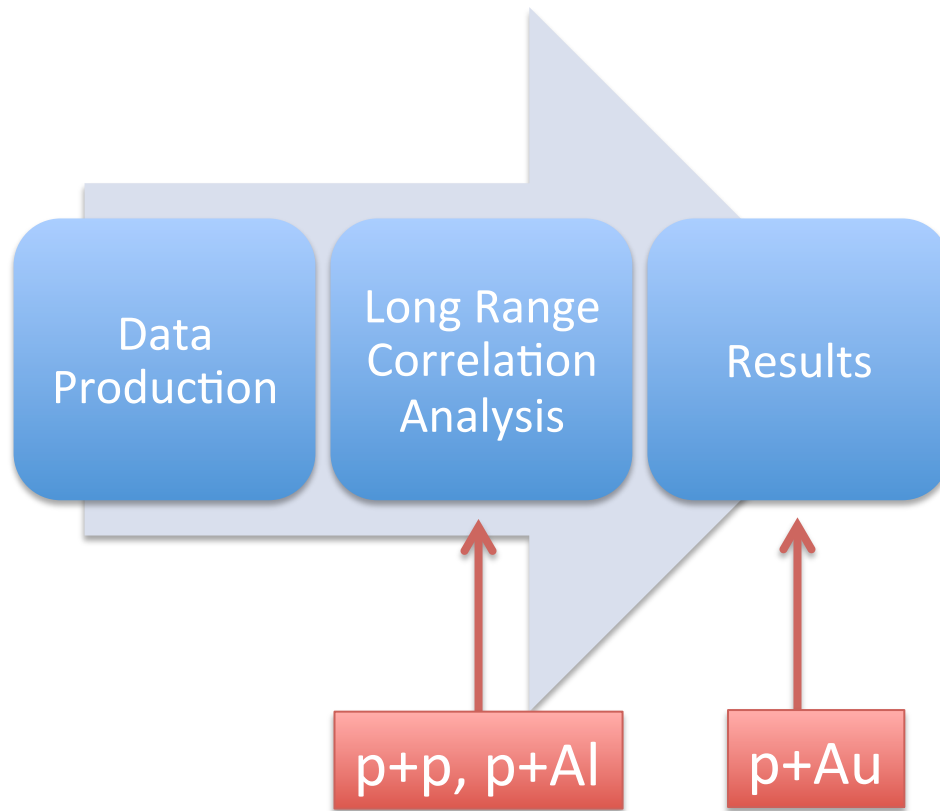 Data
Production
Long Range
Correlation
Analysis
Results
p+p, p+Al
p+Au